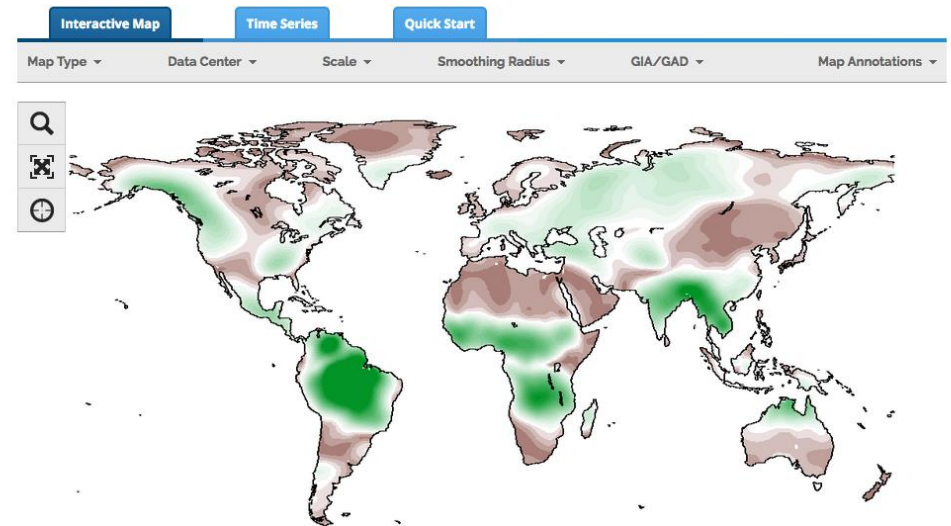 Interactive Map Time Series Quick Start
Map Type Data Center Scale Smoothing Radius GIA/GAD Map Annotations